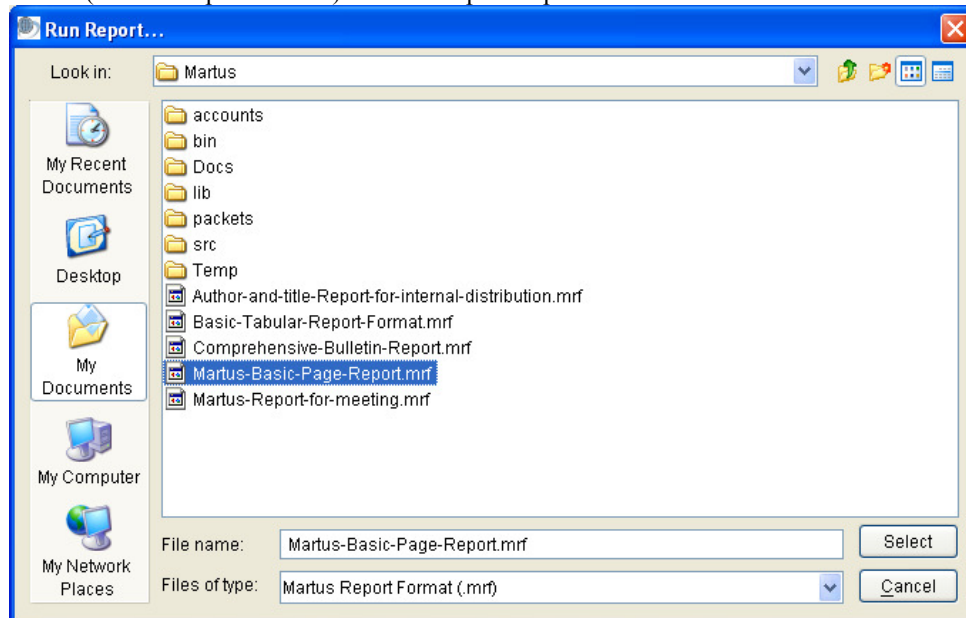 Run Report...
Look in:
Martus
My Recent
Documents
Desktop
My
Documents
My Computer
My Network
Places
accounts
bin
Docs
lib
packets
src
Temp
Author-and-title-Report-for-internal-distribution.mrf
Basic-Tabular-Report-Format.mrf
Comprehensive-Bulletin-Report.mrf
Martus-Basic-Page-Report.mrf
Martus-Report-for-meeting.mrf
File name:
Martus-Basic-Page-Report.mrf
Select
Files of type:
Martus Report Format (.mrf)
Cancel